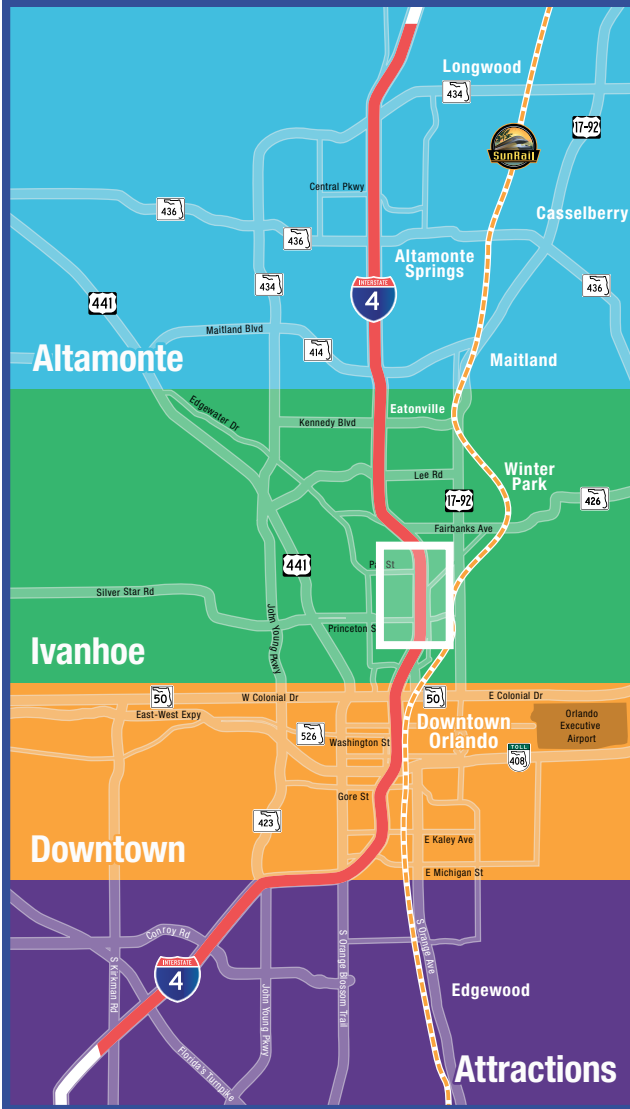 Longwood
434
17-92
SunRail
Central Pkwy
436
Casselberry
436
Altamonte
Springs
434
INTERSTATE
4
436
441
Maitland Blvd
414
Altamonte
Maitland
Edgewater Dr
Eatonville
Kennedy Blvd
Lee Rd
Winter
Park
17-92
426
Fairbanks Ave
441
Par St
Silver Star Rd
John Young Pkwy
Princeton S
Ivanhoe
50
W Colonial Dr
50
E Colonial Dr
East-West Expy
Downtown
Orlando
Orlando
Executive
Airport
526
Washington St
TOLL
408
Gore St
423
E Kaley Ave
Downtown
E Michigan St
Conroy Rd
S Orange Ave
INTERSTATE
4
S Kirkman Rd
John Young Pkwy
S Orange Blossom Trail
Edgewood
Florida's Turnpike
Attractions